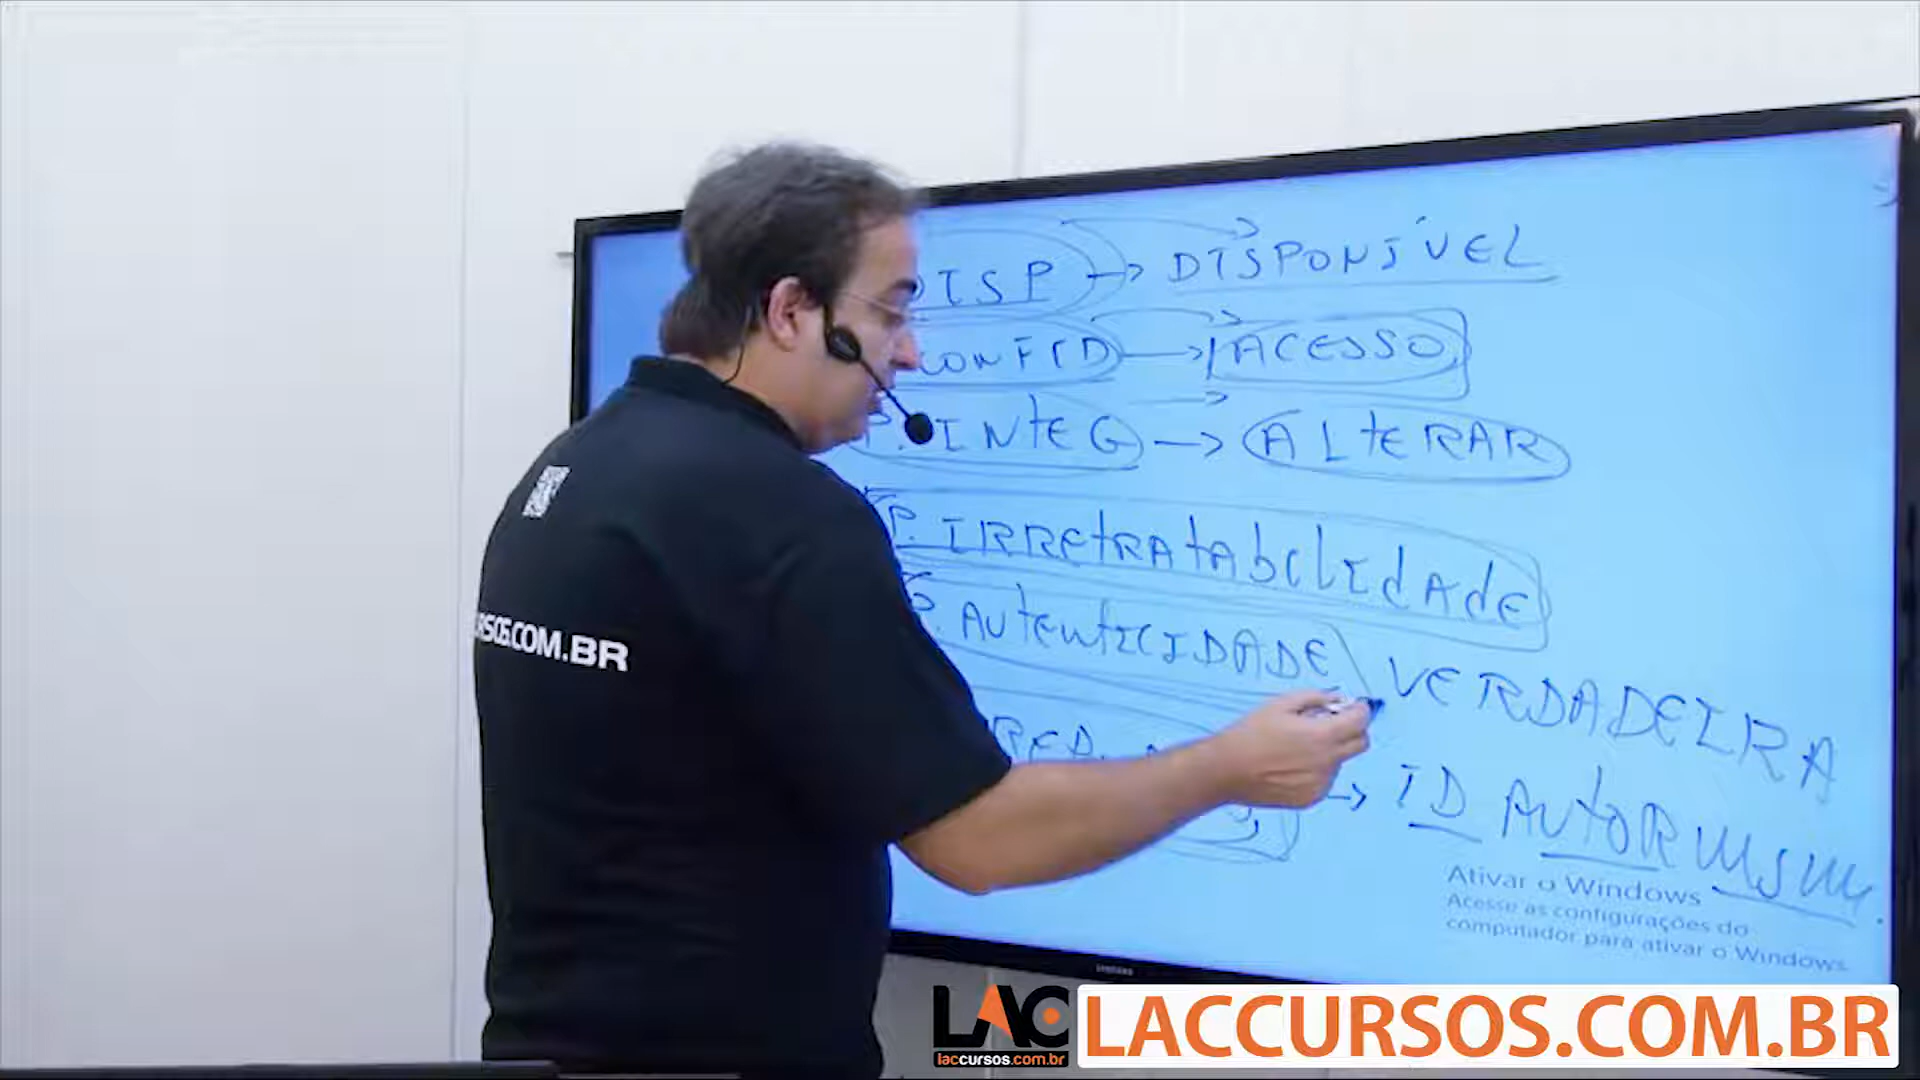 DISP → DISPONÍVEL
CONFID → ACESSO
P. INTEG → ALTERAR
P. IRRETRATABILIDADE
P. AUTENTICIDADE VERDADEIRA
→ ID AUTOR MSM.
Ativar o Windows
Acesse as configurações do
computador para ativar o Windows.
RSOS.COM.BR
SAMSUNG
LAC
laccursos.com.br
LACCURSOS.COM.BR